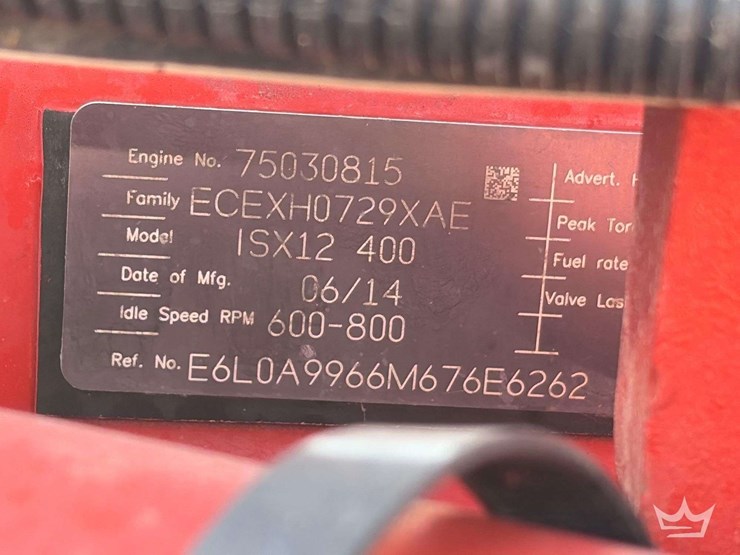 Engine No. 75030815
Family ECEXH0729XAE
Model ISX12 400
Date of Mfg. 06/14
Idle Speed RPM 600-800
Ref. No. E6L0A9966M676E6262
Advert.
Peak Tor
Fuel rate
Valve Las